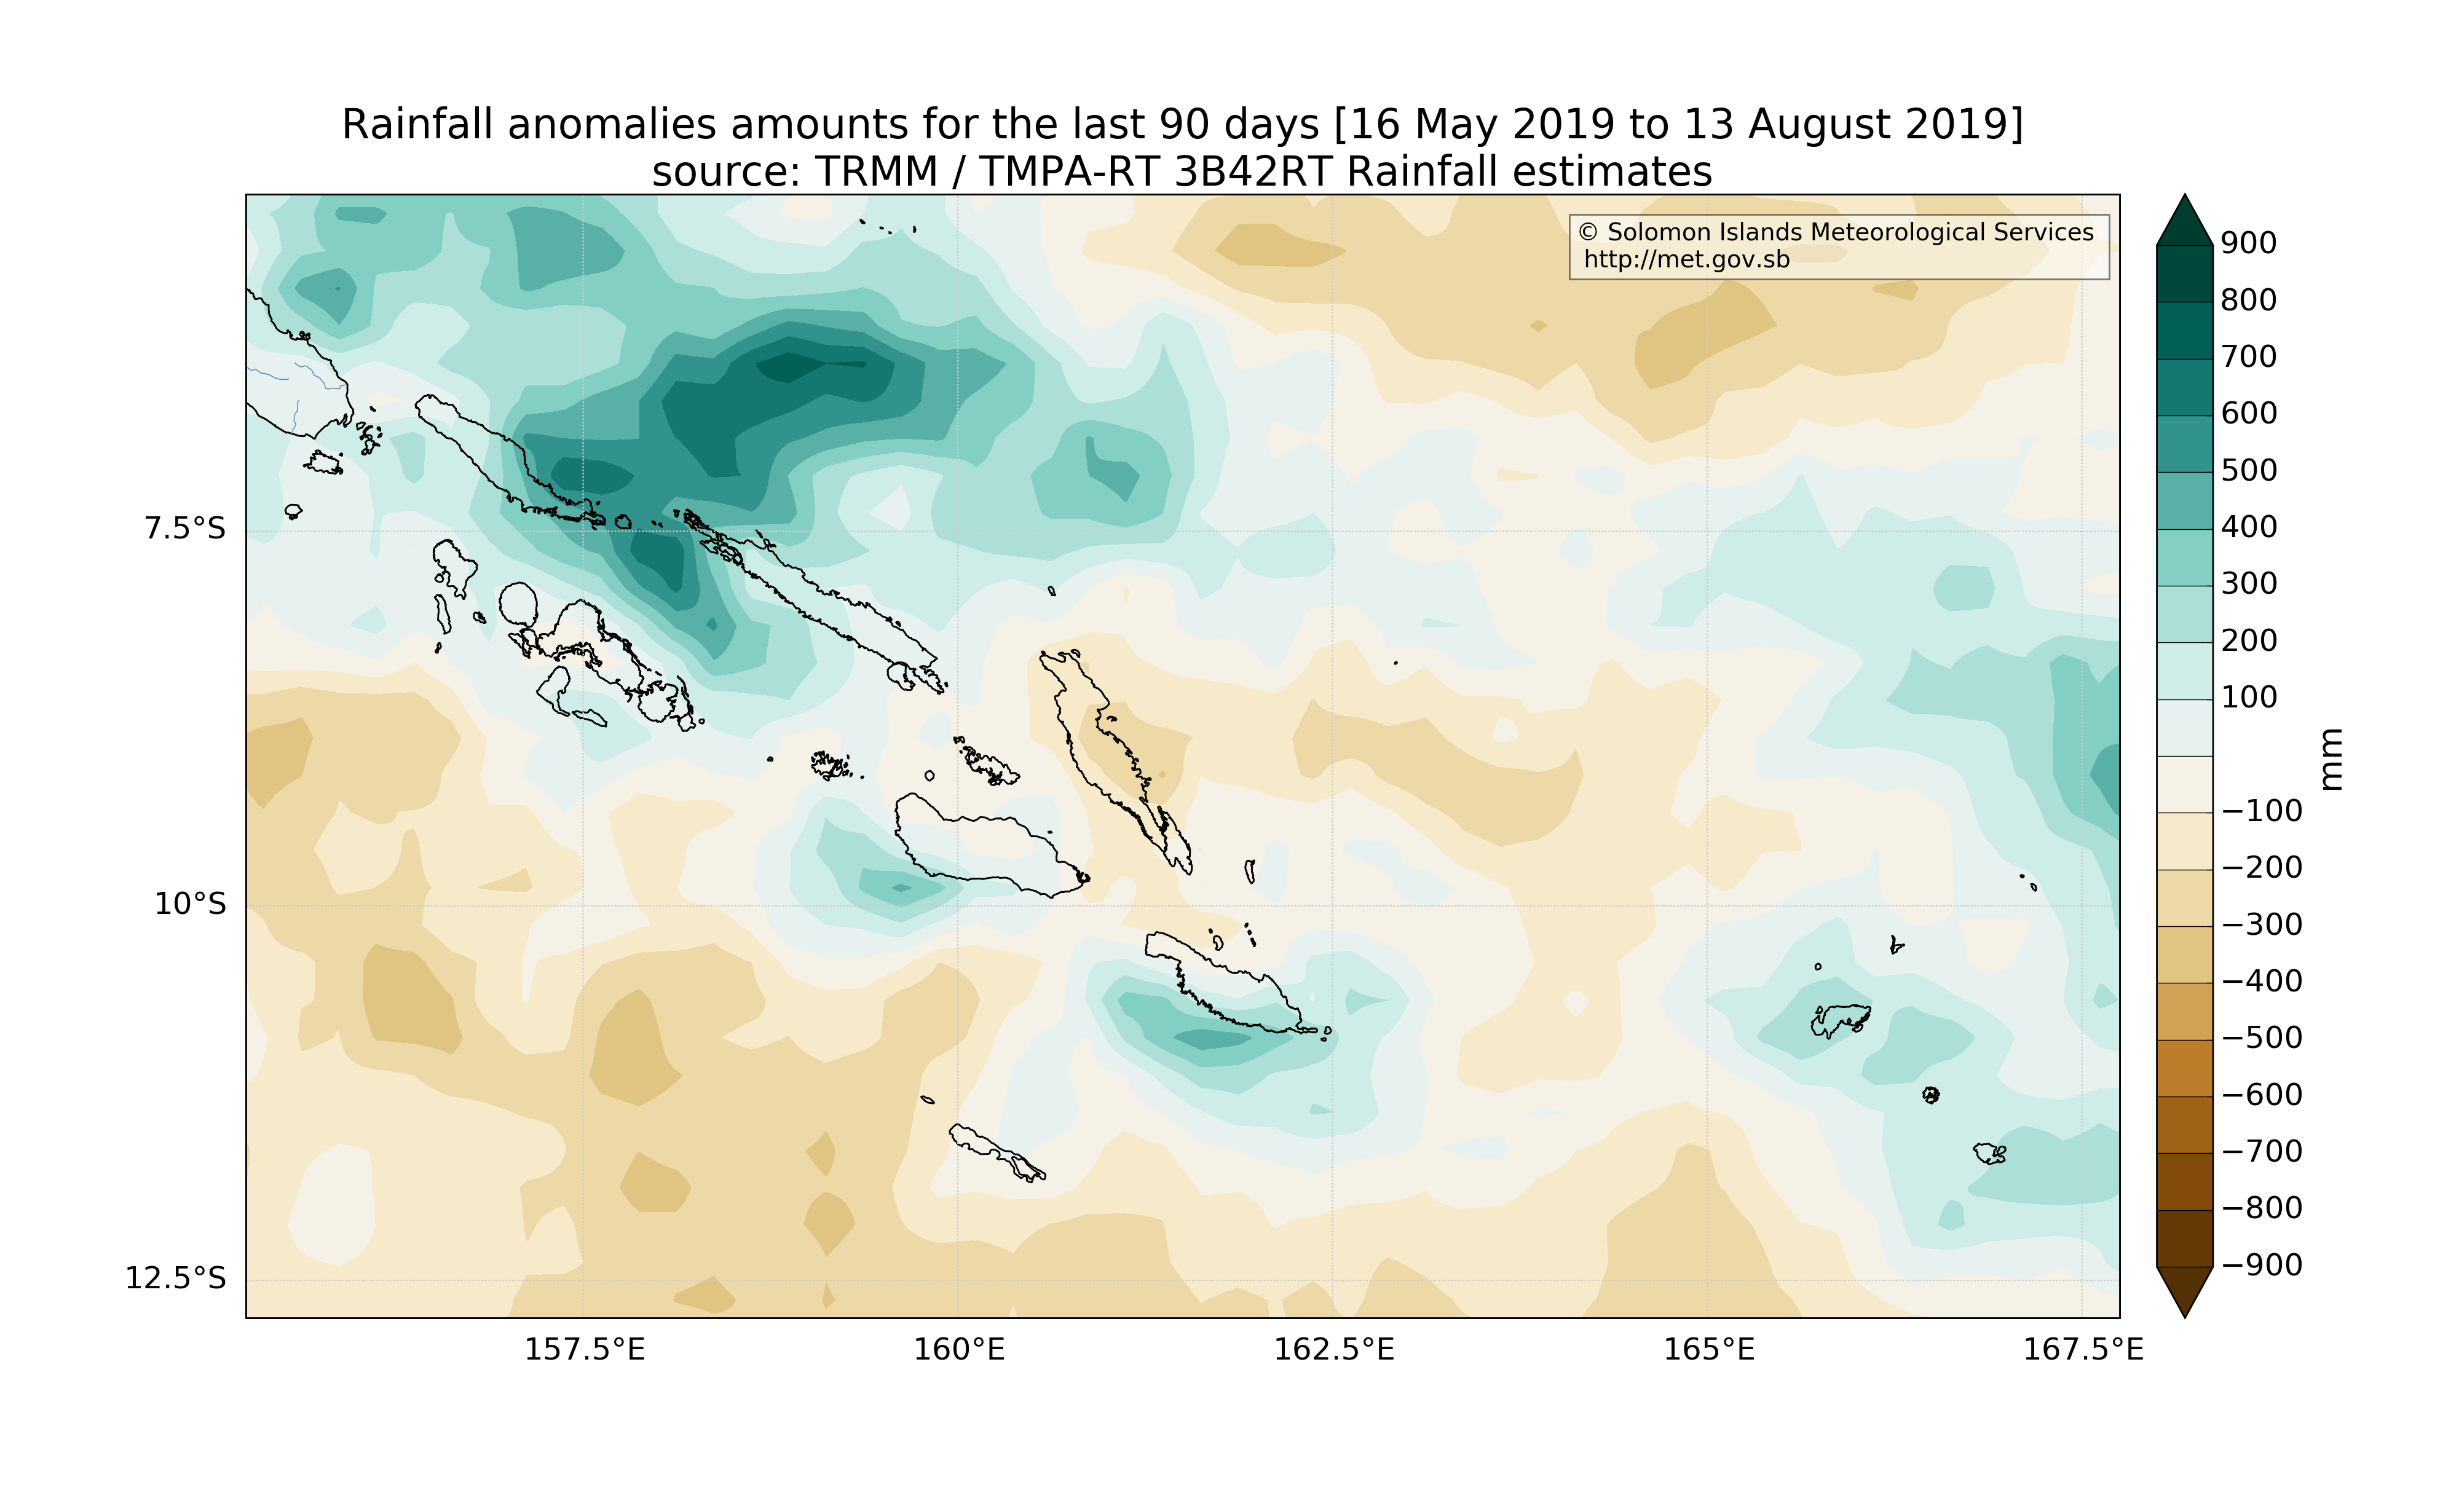 Rainfall anomalies amounts for the last 90 days [16 May 2019 to 13 August 2019]
source: TRMM / TMPA-RT 3B42RT Rainfall estimates
© Solomon Islands Meteorological Services
http://met.gov.sb
7.5°S
10°S
12.5°S
157.5°E
160°E
162.5°E
165°E
167.5°E
900
800
700
600
500
400
300
200
100
−100
−200
−300
−400
−500
−600
−700
−800
−900
mm